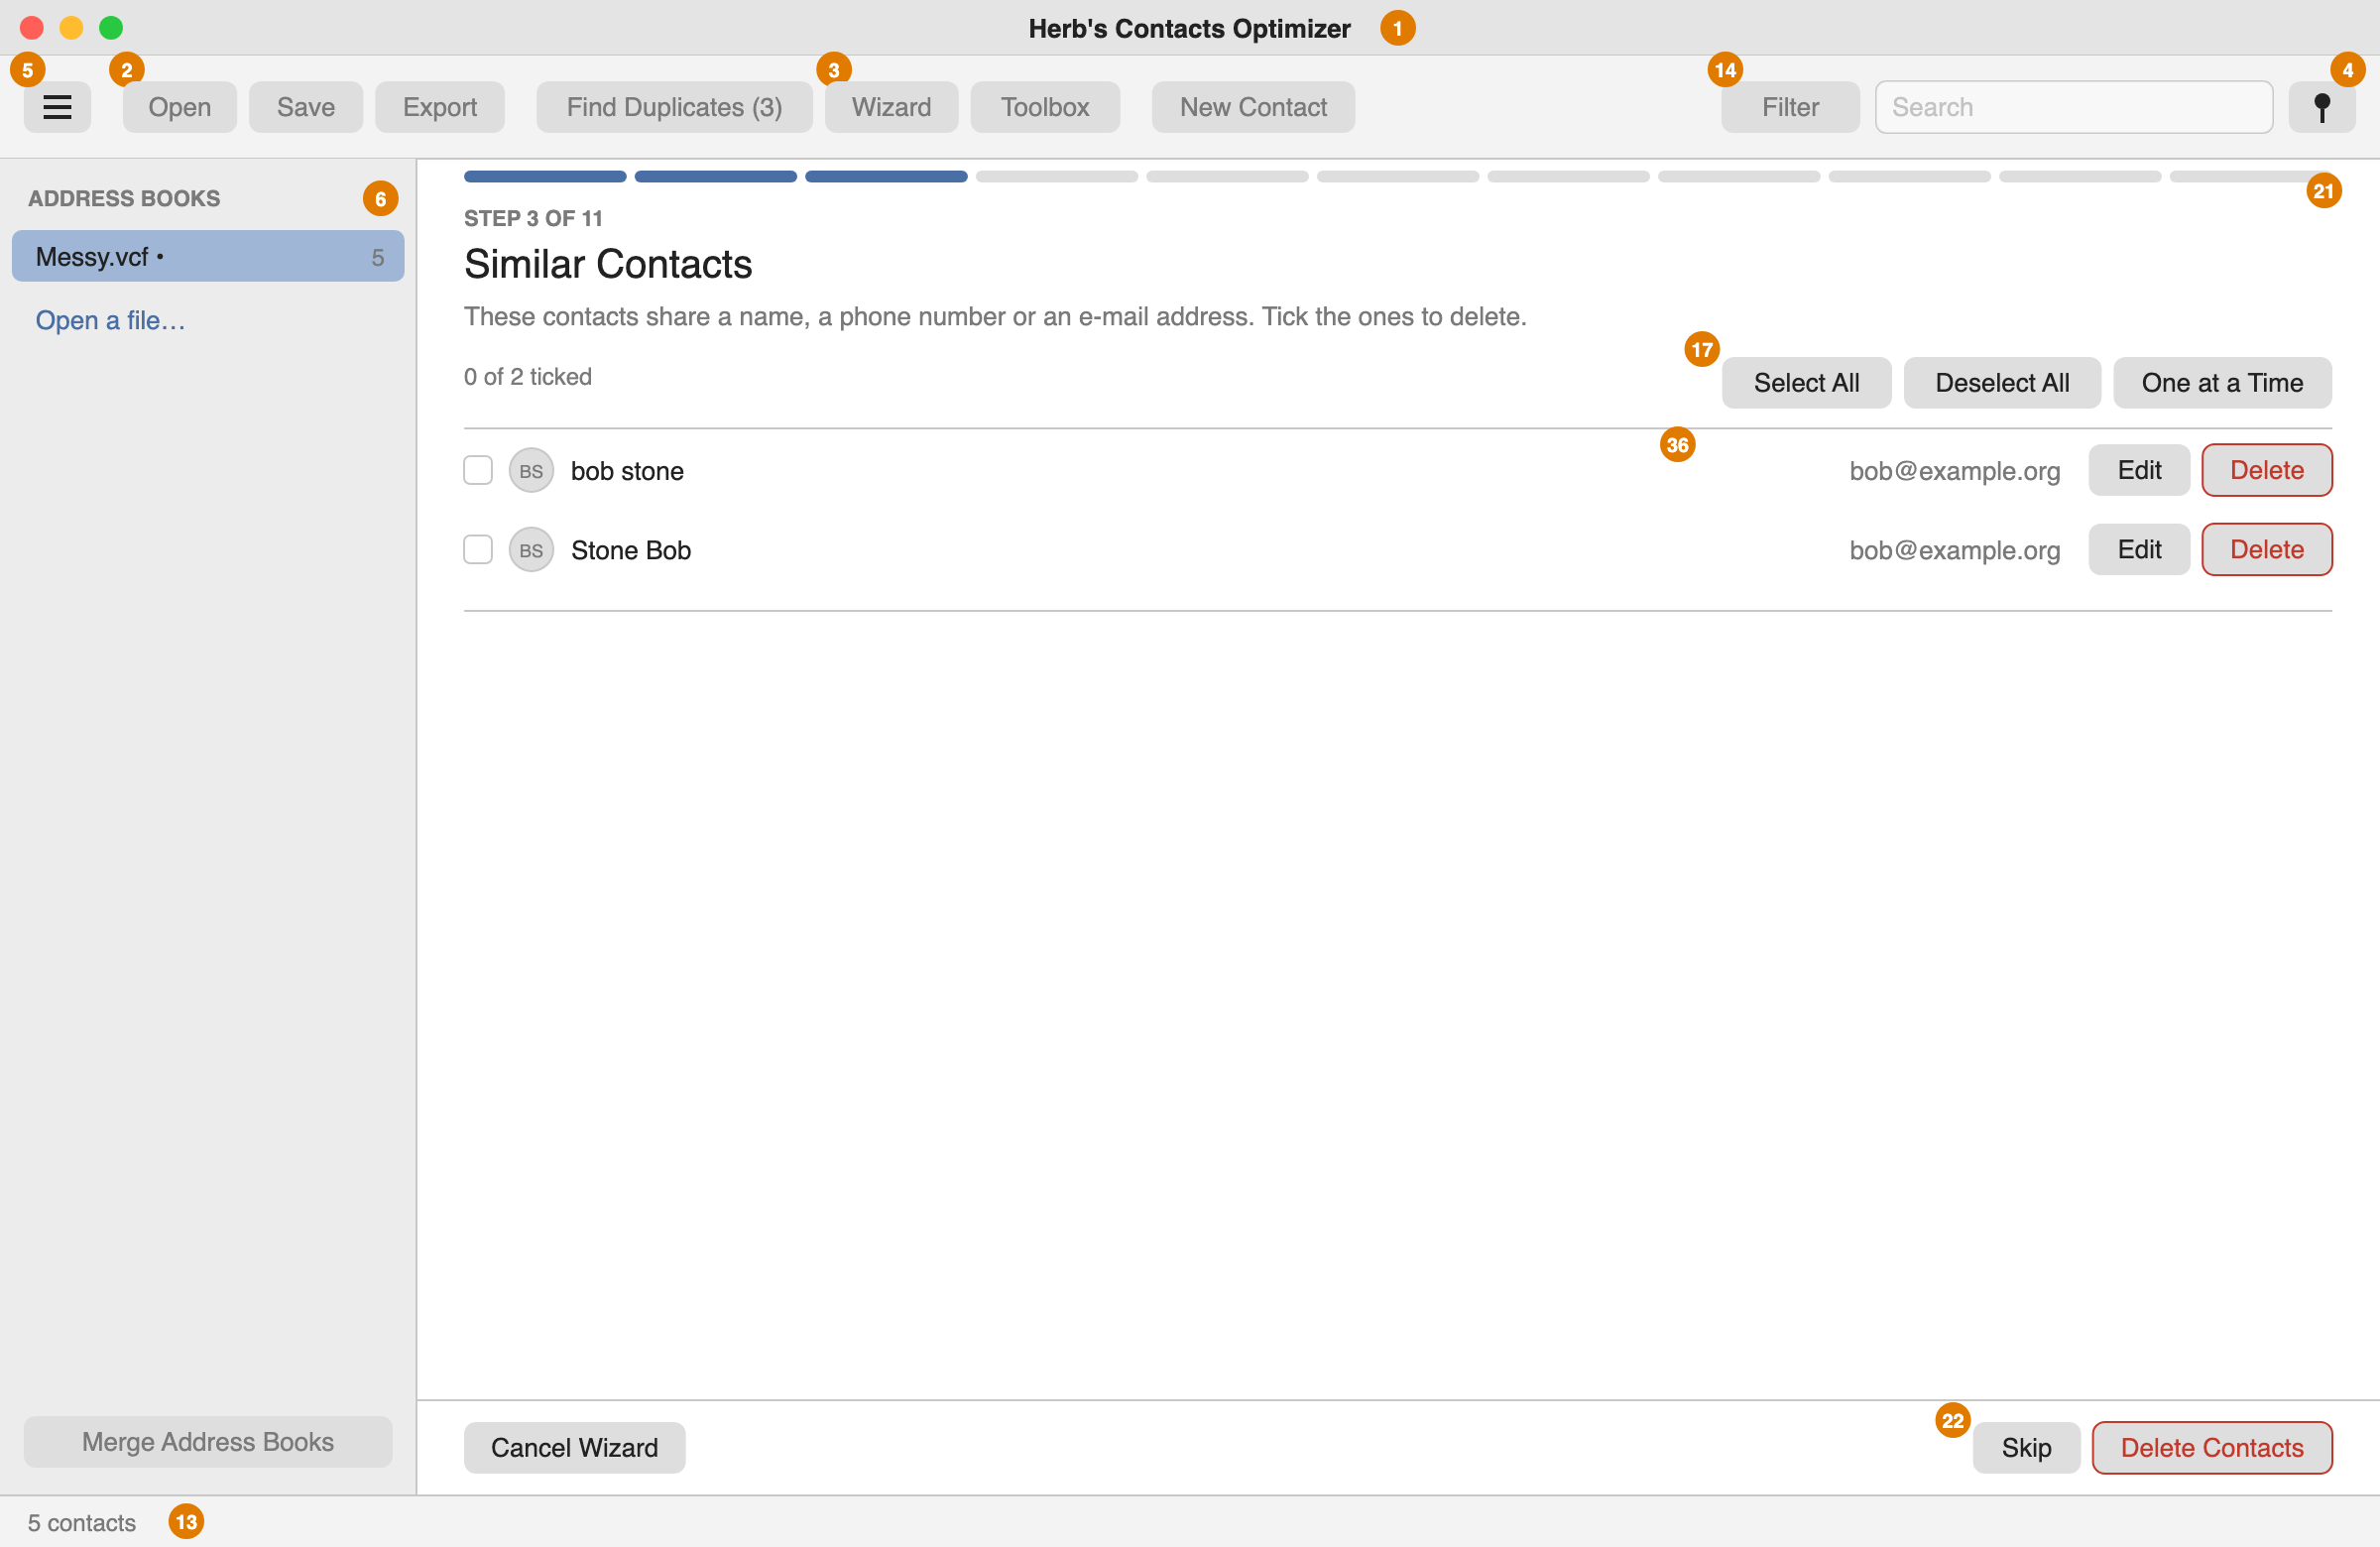 Herb's Contacts Optimizer 1
5 2 3 14 4
Open Save Export Find Duplicates (3) Wizard Toolbox New Contact Filter Search
ADDRESS BOOKS 6
Messy.vcf • 5
Open a file…
21
STEP 3 OF 11
Similar Contacts
These contacts share a name, a phone number or an e-mail address. Tick the ones to delete.
17
0 of 2 ticked Select All Deselect All One at a Time
36
BS bob stone bob@example.org Edit Delete
BS Stone Bob bob@example.org Edit Delete
22
Merge Address Books Cancel Wizard Skip Delete Contacts
5 contacts 13